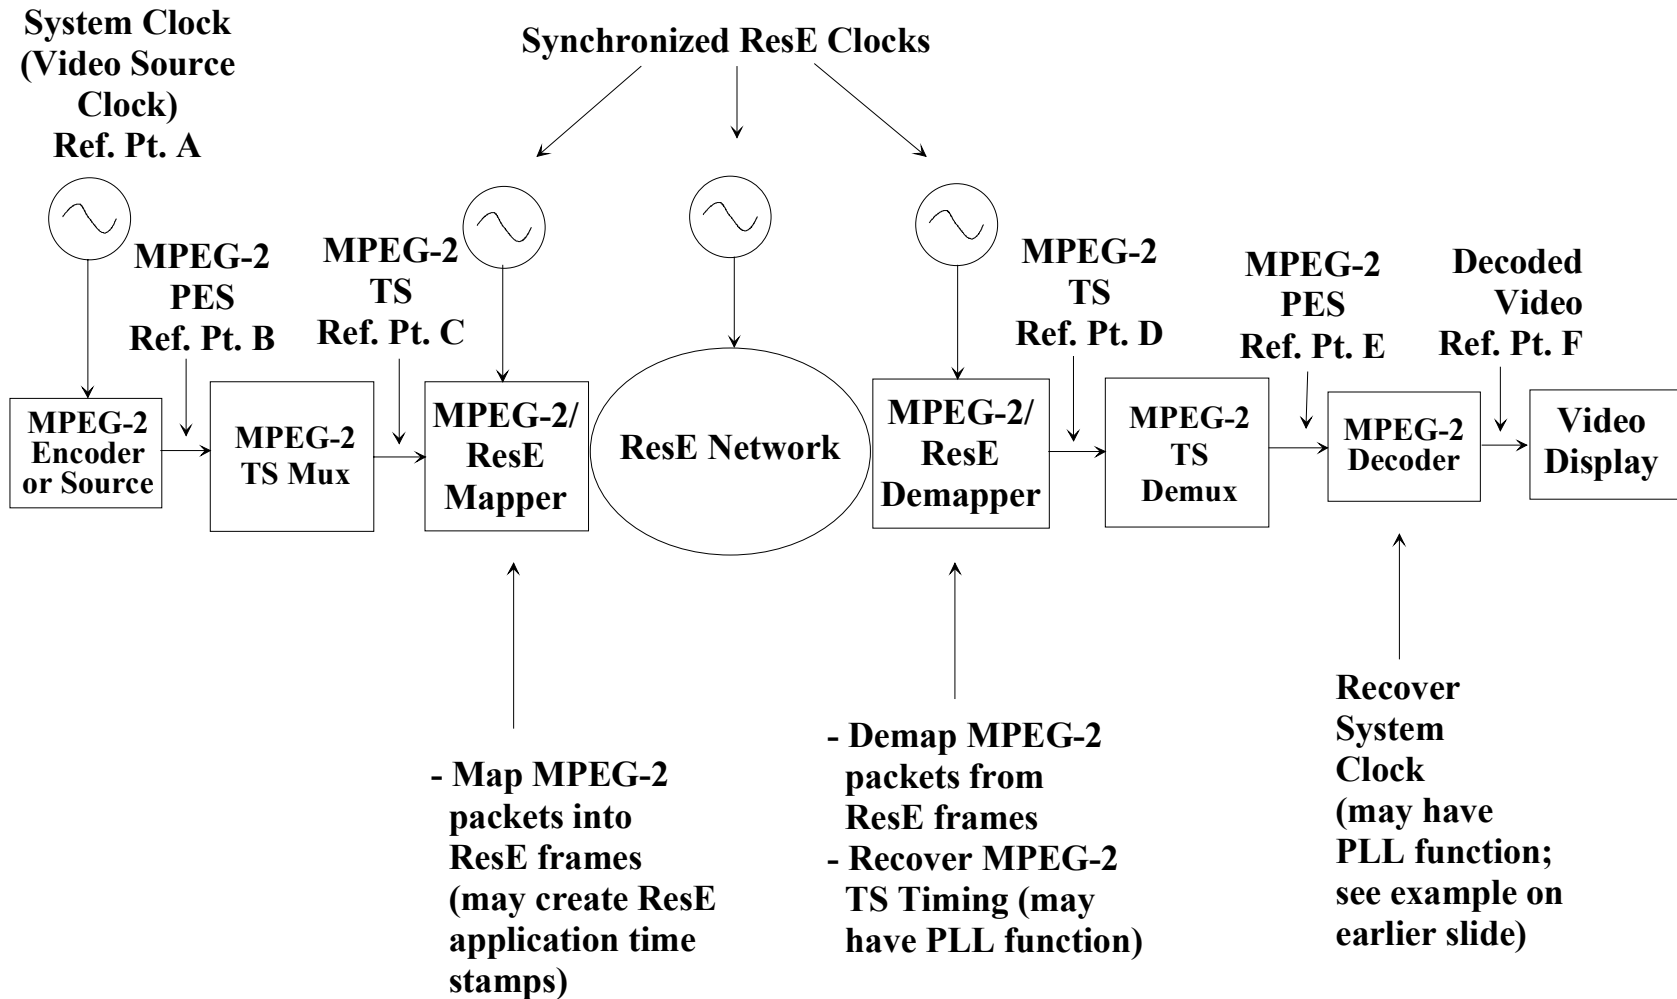 System Clock
(Video Source
Clock)
Ref. Pt. A
Synchronized ResE Clocks
MPEG-2
PES
Ref. Pt. B
MPEG-2
TS
Ref. Pt. C
MPEG-2
TS
Ref. Pt. D
MPEG-2
PES
Ref. Pt. E
Decoded
Video
Ref. Pt. F
MPEG-2
Encoder
or Source
MPEG-2
TS Mux
MPEG-2/
ResE
Mapper
ResE Network
MPEG-2/
ResE
Demapper
MPEG-2
TS
Demux
MPEG-2
Decoder
Video
Display
- Map MPEG-2
packets into
ResE frames
(may create ResE
application time
stamps)
- Demap MPEG-2
packets from
ResE frames
- Recover MPEG-2
TS Timing (may
have PLL function)
Recover
System
Clock
(may have
PLL function;
see example on
earlier slide)